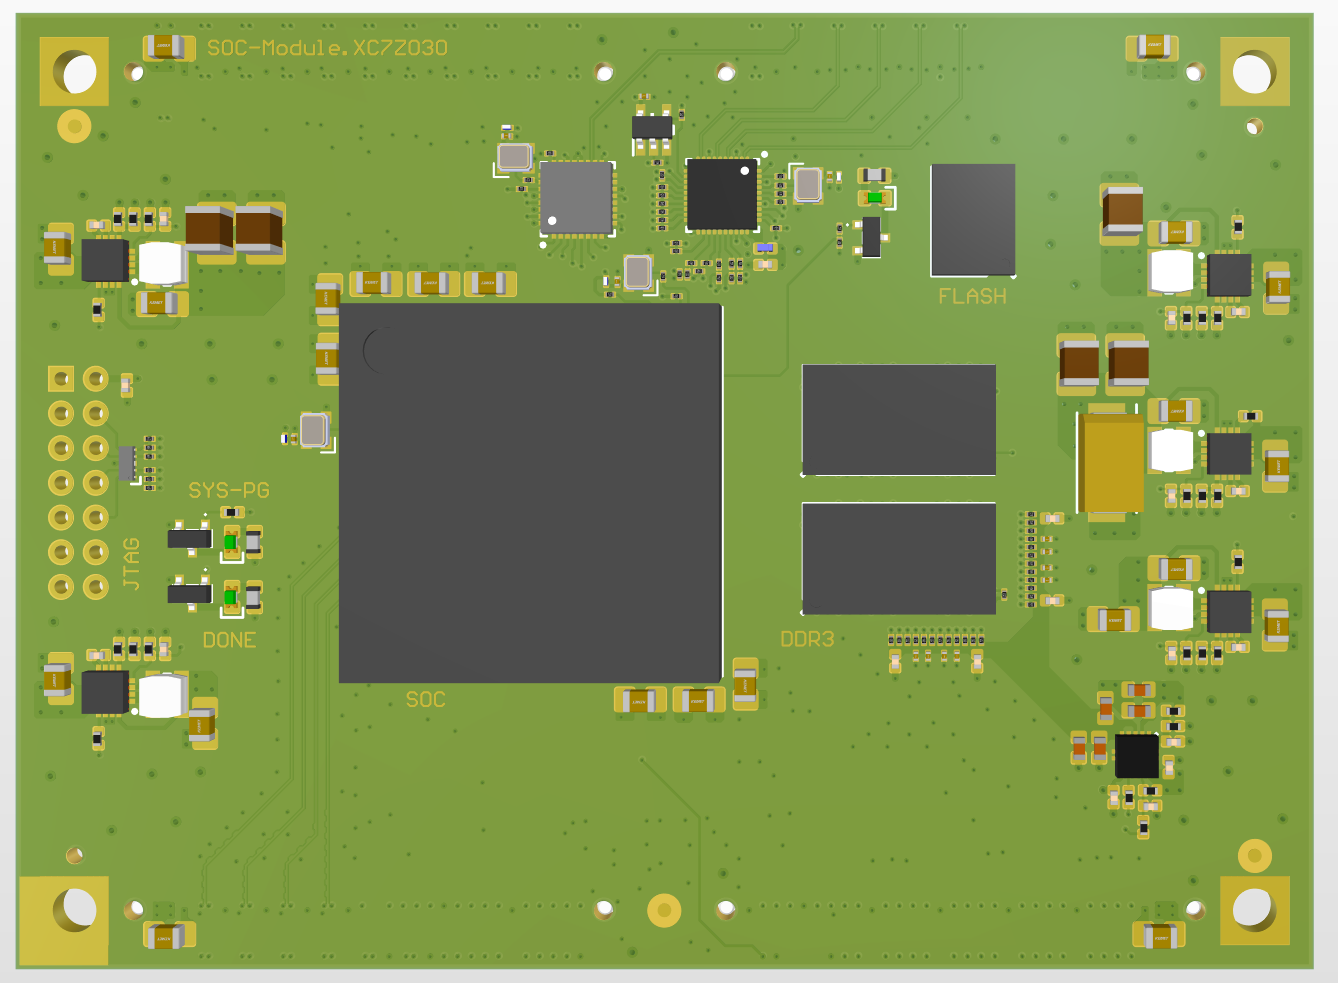 SOC-Module.XC7Z030
FLASH
SYS-PG
JTAG
DONE
DDR3
SOC